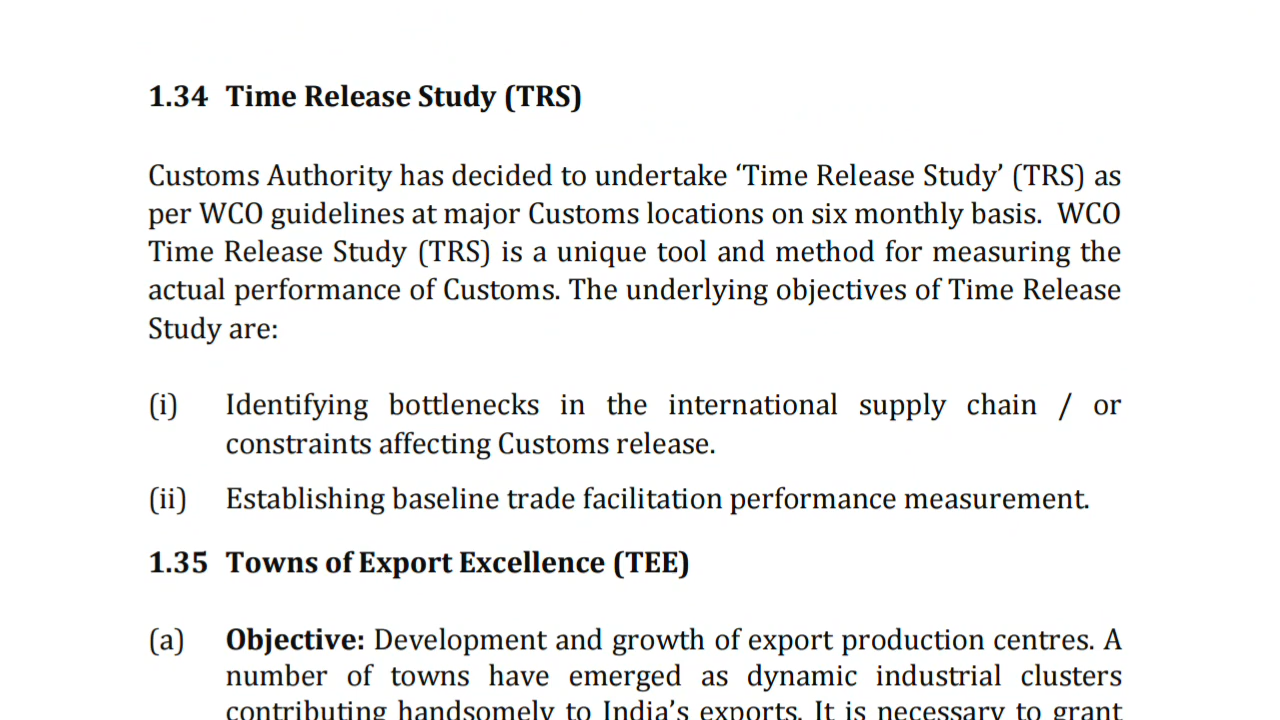 1.34 Time Release Study (TRS)
Customs Authority has decided to undertake ‘Time Release Study’ (TRS) as
per WCO guidelines at major Customs locations on six monthly basis. WCO
Time Release Study (TRS) is a unique tool and method for measuring the
actual performance of Customs. The underlying objectives of Time Release
Study are:
(i) Identifying bottlenecks in the international supply chain / or
constraints affecting Customs release.
(ii) Establishing baseline trade facilitation performance measurement.
1.35 Towns of Export Excellence (TEE)
(a) Objective: Development and growth of export production centres. A
number of towns have emerged as dynamic industrial clusters
contributing handsomely to India’s exports. It is necessary to grant